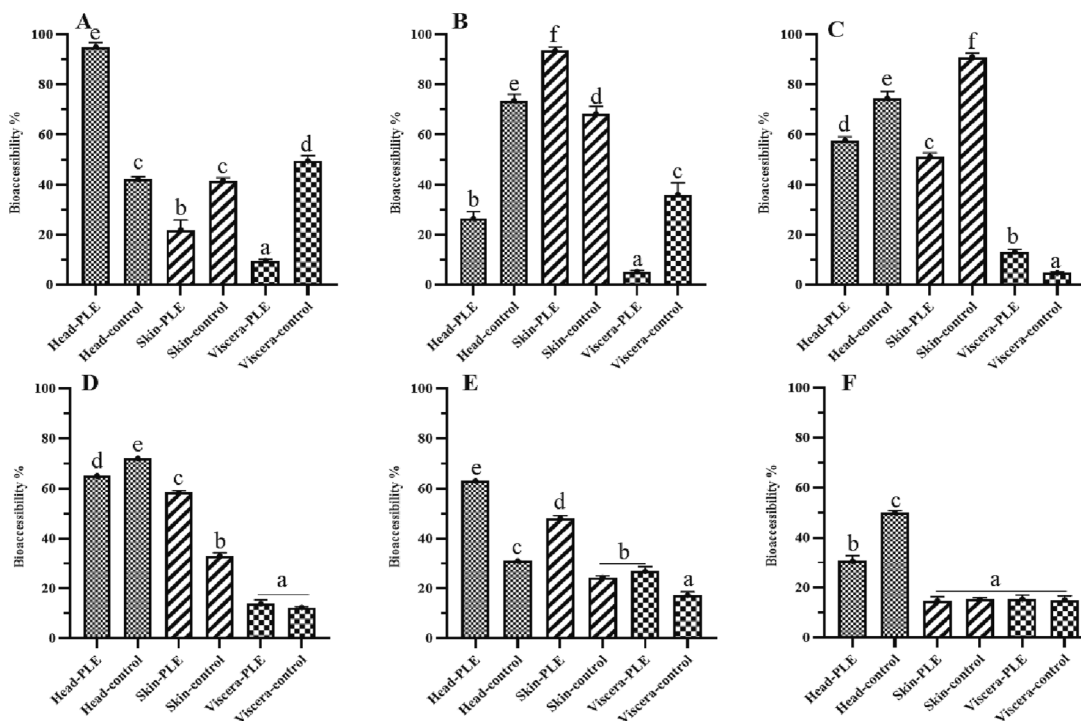 A
Bioaccessibility %
100
80
60
40
20
0
e
c
b
c
a
d
Head-PLE
Head-control
Skin-PLE
Skin-control
Viscera-PLE
Viscera-control
B
Bioaccessibility %
100
80
60
40
20
0
b
e
f
d
a
c
Head-PLE
Head-control
Skin-PLE
Skin-control
Viscera-PLE
Viscera-control
C
Bioaccessibility %
100
80
60
40
20
0
d
e
c
f
b
a
Head-PLE
Head-control
Skin-PLE
Skin-control
Viscera-PLE
Viscera-control
D
Bioaccessibility %
100
80
60
40
20
0
d
e
c
b
a
Head-PLE
Head-control
Skin-PLE
Skin-control
Viscera-PLE
Viscera-control
E
Bioaccessibility %
100
80
60
40
20
0
e
c
d
b
a
Head-PLE
Head-control
Skin-PLE
Skin-control
Viscera-PLE
Viscera-control
F
Bioaccessibility %
100
80
60
40
20
0
b
c
a
Head-PLE
Head-control
Skin-PLE
Skin-control
Viscera-PLE
Viscera-control